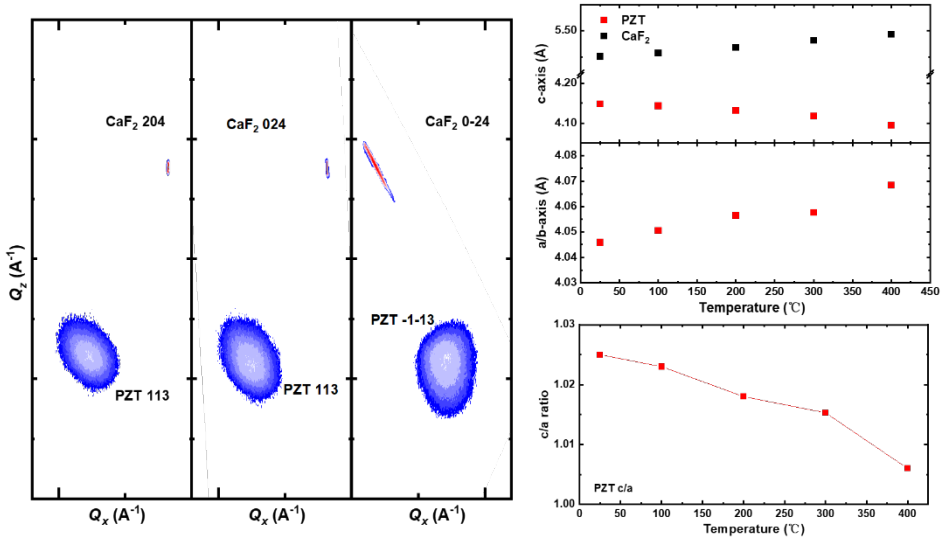 CaF2 204
CaF2 024
CaF2 0-24
PZT 113
PZT 113
PZT -1-13
Qz (A-1)
Qx (A-1)
Qx (A-1)
Qx (A-1)
PZT
CaF2
c-axis (Å)
5.50
4.20
4.10
a/b-axis (Å)
4.08
4.07
4.06
4.05
4.04
4.03
0 50 100 150 200 250 300 350 400 450
Temperature (℃)
c/a ratio
1.03
1.02
1.01
1.00
PZT c/a
0 50 100 150 200 250 300 350 400
Temperature (℃)